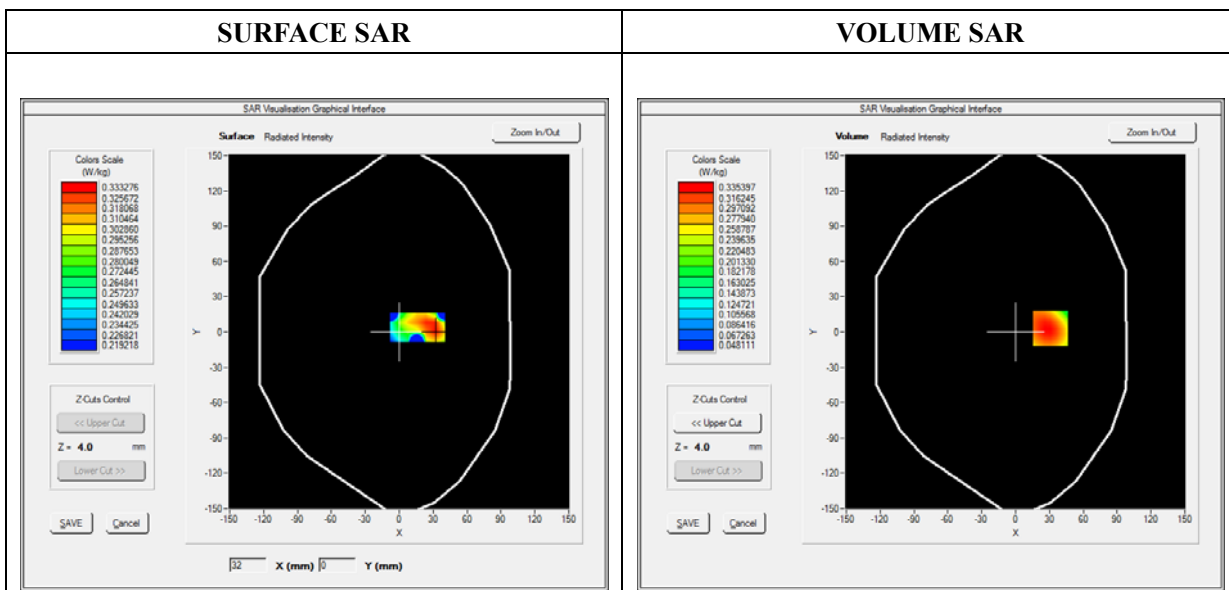 SURFACE SAR
VOLUME SAR
SAR Visualisation Graphical Interface
Surface Radiated Intensity
Zoom In/Out
Colors Scale
(W/kg)
0.333276
0.325672
0.318068
0.310464
0.302860
0.295256
0.287653
0.280049
0.272445
0.264841
0.257237
0.249633
0.242029
0.234425
0.226821
0.219218
Z-Cuts Control
<< Upper Cut
Z = 4.0 mm
Lower Cut >>
SAVE Cancel
150
120
90
60
30
0
-30
-60
-90
-120
-150
Y
-150 -120 -90 -60 -30 0 30 60 90 120 150
X
32 X (mm) 0 Y (mm)
SAR Visualisation Graphical Interface
Volume Radiated Intensity
Zoom In/Out
Colors Scale
(W/kg)
0.335397
0.316245
0.297092
0.277940
0.258787
0.239635
0.220483
0.201330
0.182178
0.163025
0.143873
0.124721
0.105568
0.086416
0.067263
0.048111
Z-Cuts Control
<< Upper Cut
Z = 4.0 mm
Lower Cut >>
SAVE Cancel
150
120
90
60
30
0
-30
-60
-90
-120
-150
Y
-150 -120 -90 -60 -30 0 30 60 90 120 150
X